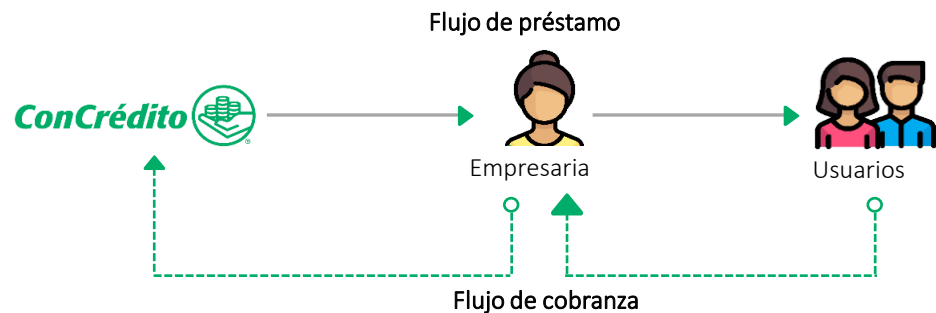 Flujo de préstamo
ConCrédito
Empresaria
Usuarios
Flujo de cobranza